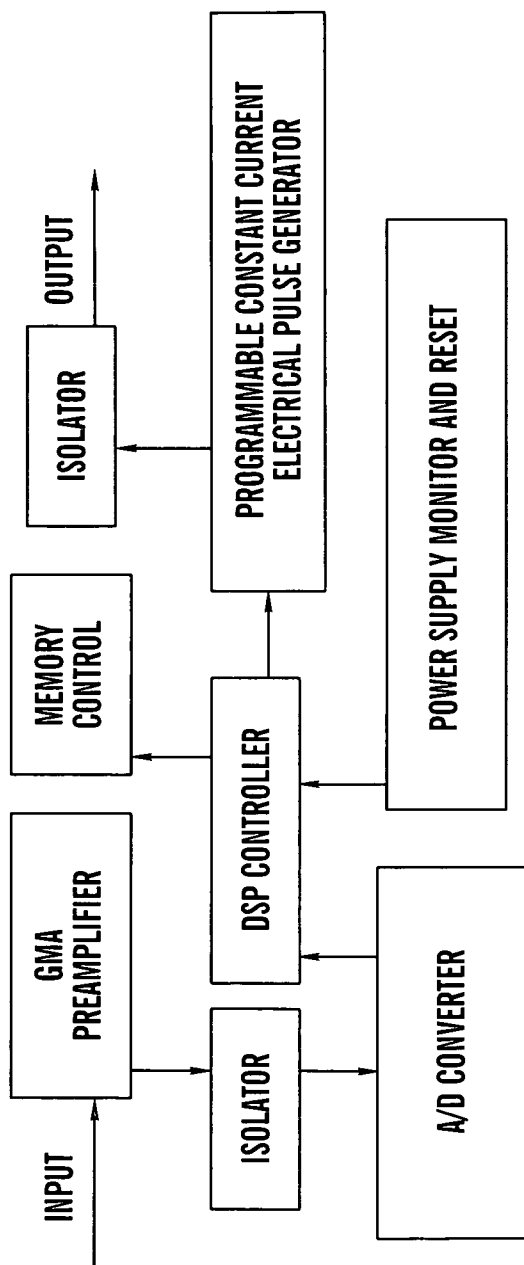 INPUT
GMA
PREAMPLIFIER
MEMORY
CONTROL
ISOLATOR
OUTPUT
ISOLATOR
DSP CONTROLLER
PROGRAMMABLE CONSTANT CURRENT
ELECTRICAL PULSE GENERATOR
A/D CONVERTER
POWER SUPPLY MONITOR AND RESET